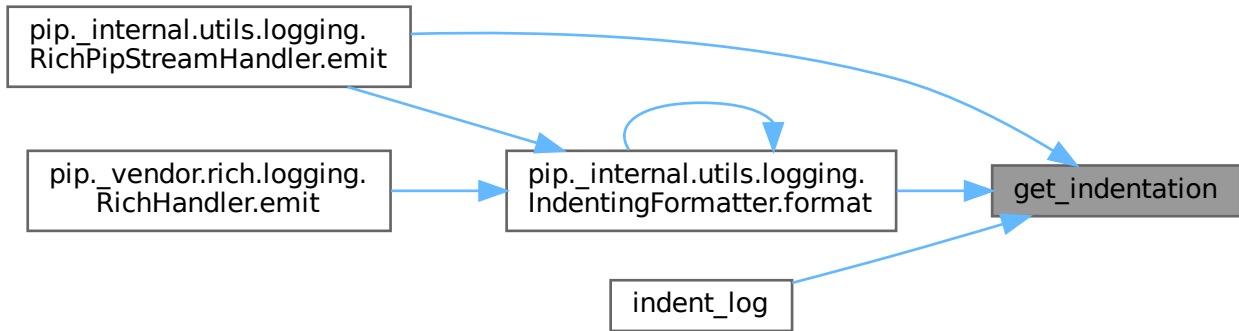 pip._internal.utils.logging.
RichPipStreamHandler.emit
pip._vendor.rich.logging.
RichHandler.emit
pip._internal.utils.logging.
IndentingFormatter.format
get_indentation
indent_log